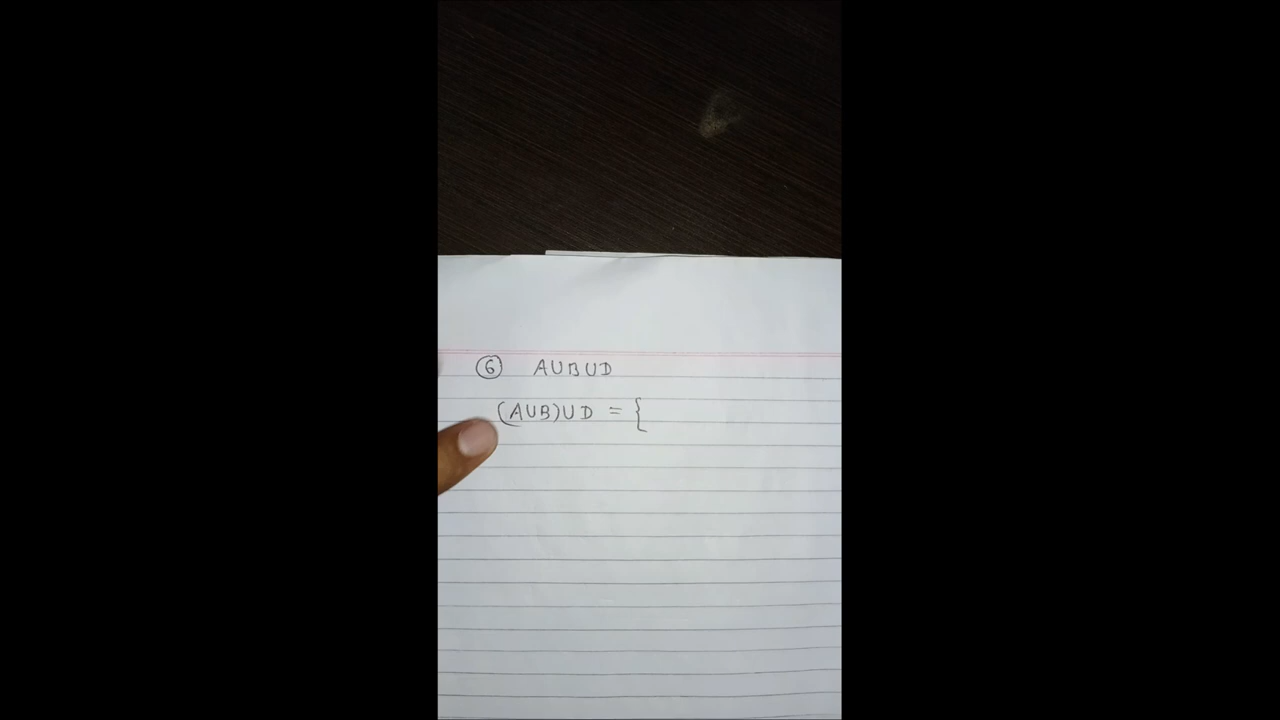 ⑥ AUBUD
(AUB)UD = {